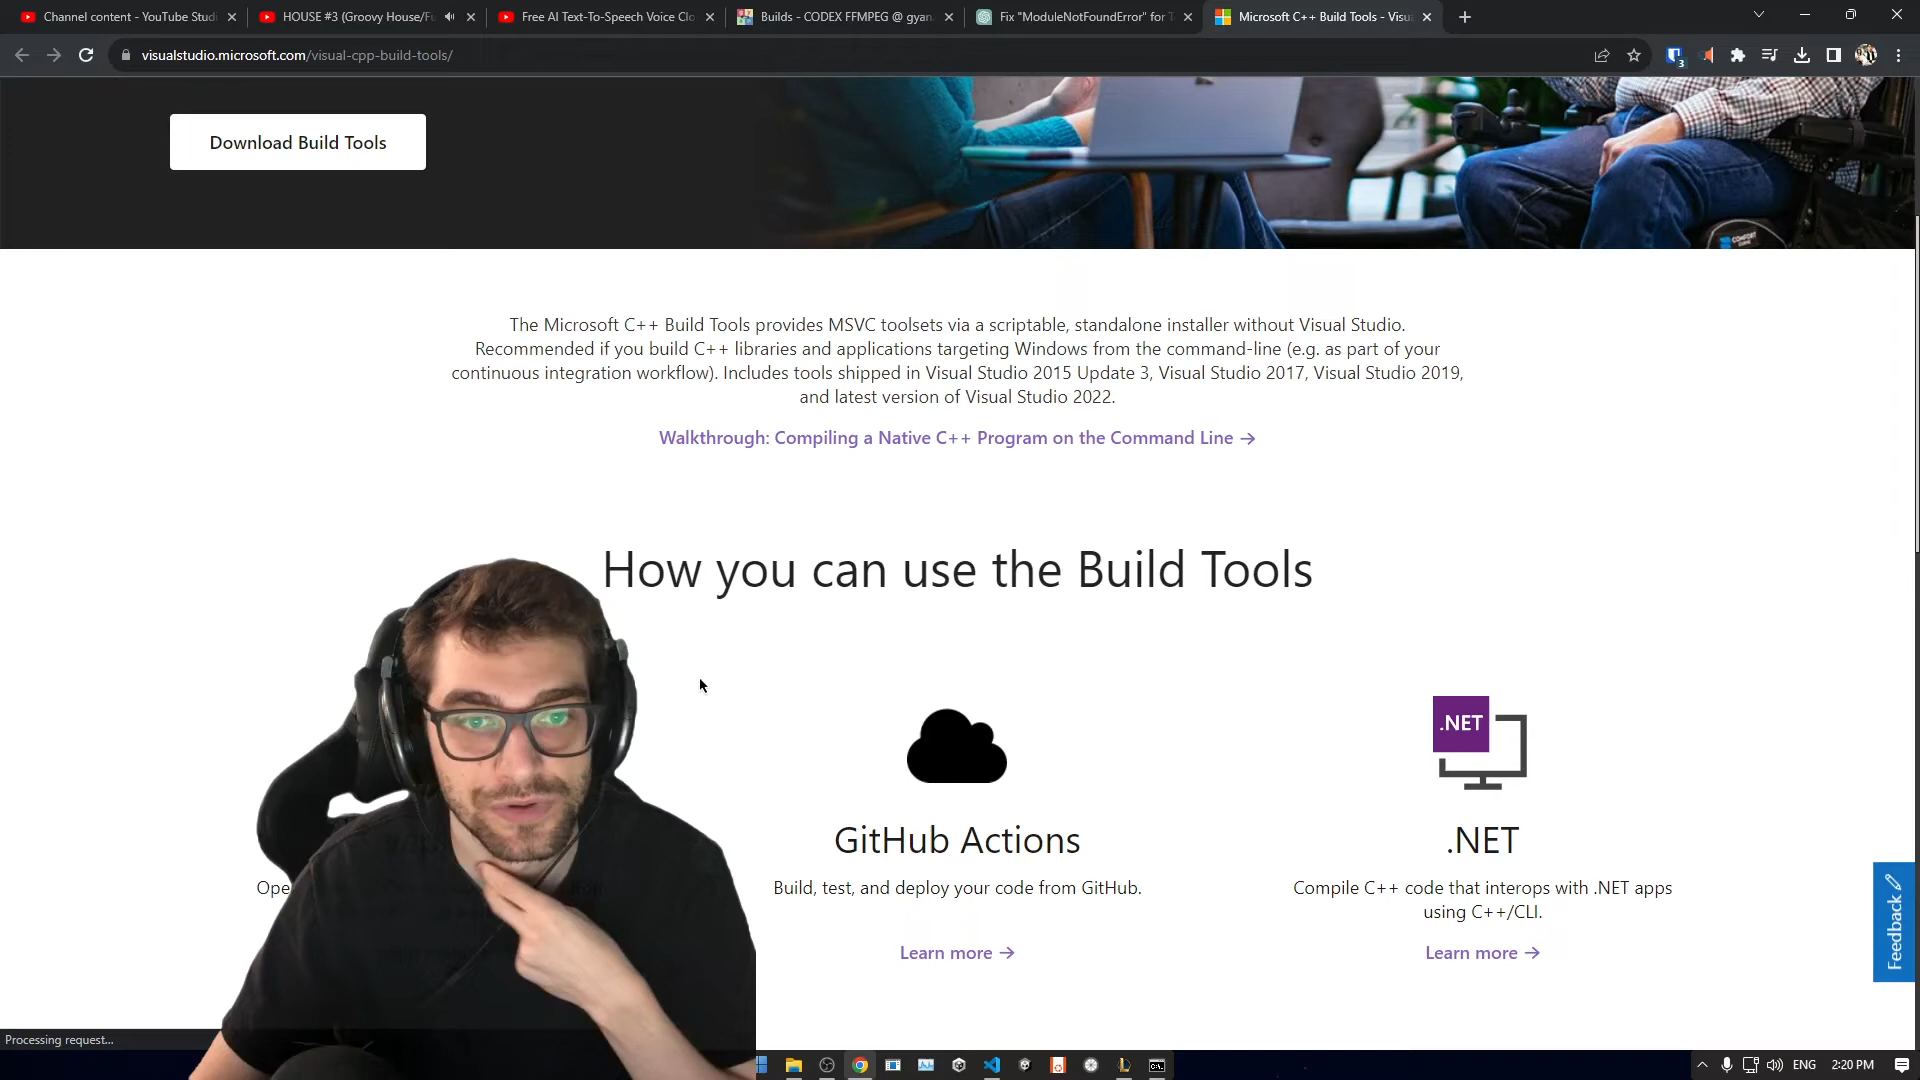 Channel content - YouTube Studi
HOUSE #3 (Groovy House/Fu
Free AI Text-To-Speech Voice Clo
Builds - CODEX FFMPEG @ gyan.
Fix "ModuleNotFoundError" for T
Microsoft C++ Build Tools - Visu
visualstudio.microsoft.com/visual-cpp-build-tools/
3
Download Build Tools
The Microsoft C++ Build Tools provides MSVC toolsets via a scriptable, standalone installer without Visual Studio.
Recommended if you build C++ libraries and applications targeting Windows from the command-line (e.g. as part of your
continuous integration workflow). Includes tools shipped in Visual Studio 2015 Update 3, Visual Studio 2017, Visual Studio 2019,
and latest version of Visual Studio 2022.
Walkthrough: Compiling a Native C++ Program on the Command Line →
How you can use the Build Tools
.NET
GitHub Actions
.NET
Ope
Build, test, and deploy your code from GitHub.
Compile C++ code that interops with .NET apps
using C++/CLI.
Learn more →
Learn more →
Feedback
Processing request...
ENG
2:20 PM